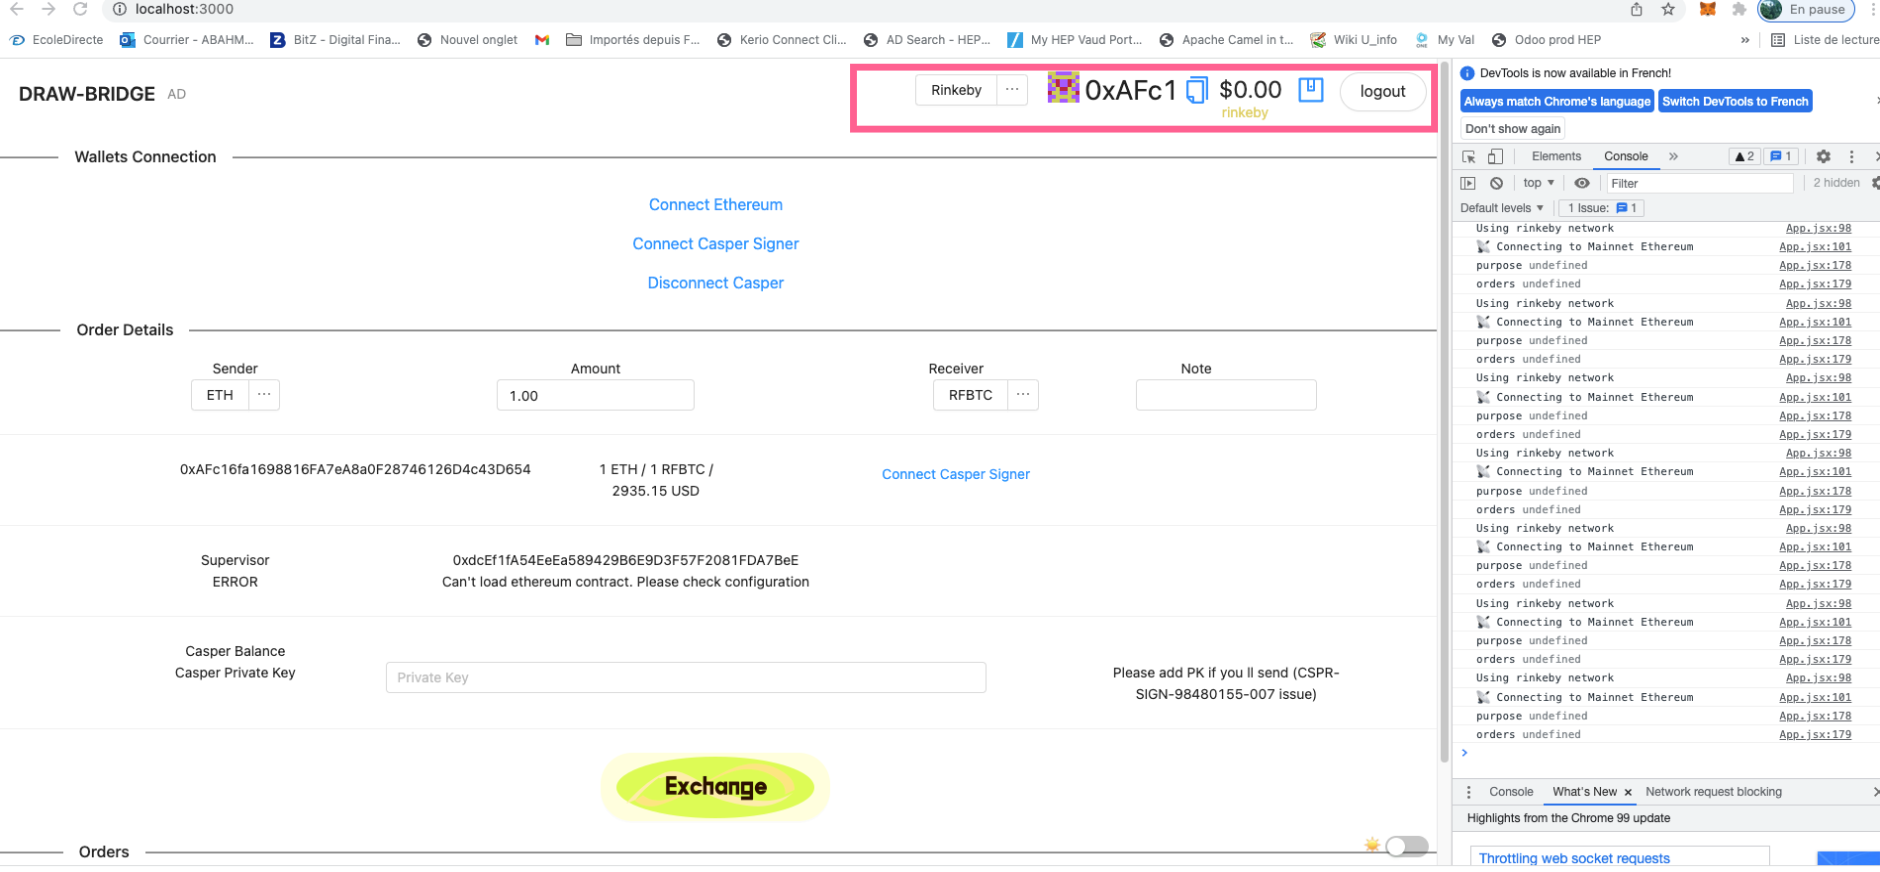 localhost:3000
En pause
EcoleDirecte
Courrier - ABAHM...
BitZ - Digital Fina...
Nouvel onglet
Importés depuis F...
Kerio Connect Cli...
AD Search - HEP...
My HEP Vaud Port...
Apache Camel in t...
Wiki U_info
My Val
Odoo prod HEP
»
Liste de lecture
DRAW-BRIDGE AD
Rinkeby ...
0xAFc1
$0.00
rinkeby
logout
Wallets Connection
Connect Ethereum
Connect Casper Signer
Disconnect Casper
Order Details
Sender
Amount
Receiver
Note
ETH ...
1.00
RFBTC ...
0xAFc16fa1698816FA7eA8a0F28746126D4c43D654
1 ETH / 1 RFBTC /
2935.15 USD
Connect Casper Signer
Supervisor
ERROR
0xdcEf1fA54EeEa589429B6E9D3F57F2081FDA7BeE
Can't load ethereum contract. Please check configuration
Casper Balance
Casper Private Key
Private Key
Please add PK if you ll send (CSPR-
SIGN-98480155-007 issue)
Exchange
Orders
DevTools is now available in French!
Always match Chrome's language
Switch DevTools to French
Don't show again
Elements
Console
»
2
1
top
Filter
2 hidden
Default levels
1 Issue: 1
Using rinkeby network App.jsx:98
Connecting to Mainnet Ethereum App.jsx:101
purpose undefined App.jsx:178
orders undefined App.jsx:179
Using rinkeby network App.jsx:98
Connecting to Mainnet Ethereum App.jsx:101
purpose undefined App.jsx:178
orders undefined App.jsx:179
Using rinkeby network App.jsx:98
Connecting to Mainnet Ethereum App.jsx:101
purpose undefined App.jsx:178
orders undefined App.jsx:179
Using rinkeby network App.jsx:98
Connecting to Mainnet Ethereum App.jsx:101
purpose undefined App.jsx:178
orders undefined App.jsx:179
Using rinkeby network App.jsx:98
Connecting to Mainnet Ethereum App.jsx:101
purpose undefined App.jsx:178
orders undefined App.jsx:179
Using rinkeby network App.jsx:98
Connecting to Mainnet Ethereum App.jsx:101
purpose undefined App.jsx:178
orders undefined App.jsx:179
Using rinkeby network App.jsx:98
Connecting to Mainnet Ethereum App.jsx:101
purpose undefined App.jsx:178
orders undefined App.jsx:179
Console
What's New
Network request blocking
Highlights from the Chrome 99 update
Throttling web socket requests